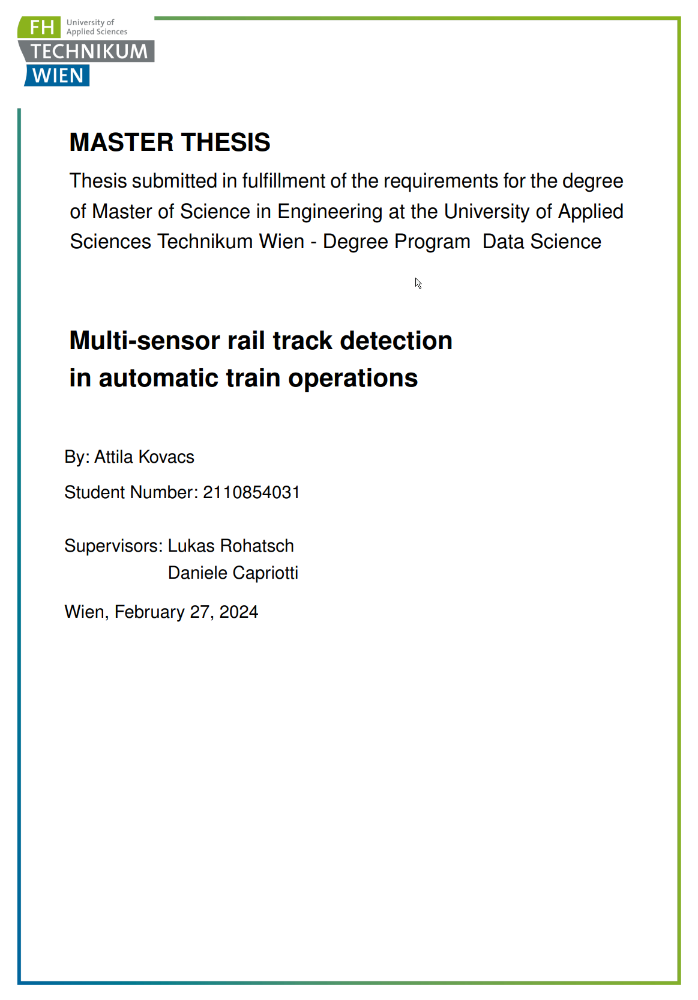 FH
University of
Applied Sciences
TECHNIKUM
WIEN
MASTER THESIS
Thesis submitted in fulfillment of the requirements for the degree
of Master of Science in Engineering at the University of Applied
Sciences Technikum Wien - Degree Program Data Science
Multi-sensor rail track detection
in automatic train operations
By: Attila Kovacs
Student Number: 2110854031
Supervisors: Lukas Rohatsch
Daniele Capriotti
Wien, February 27, 2024